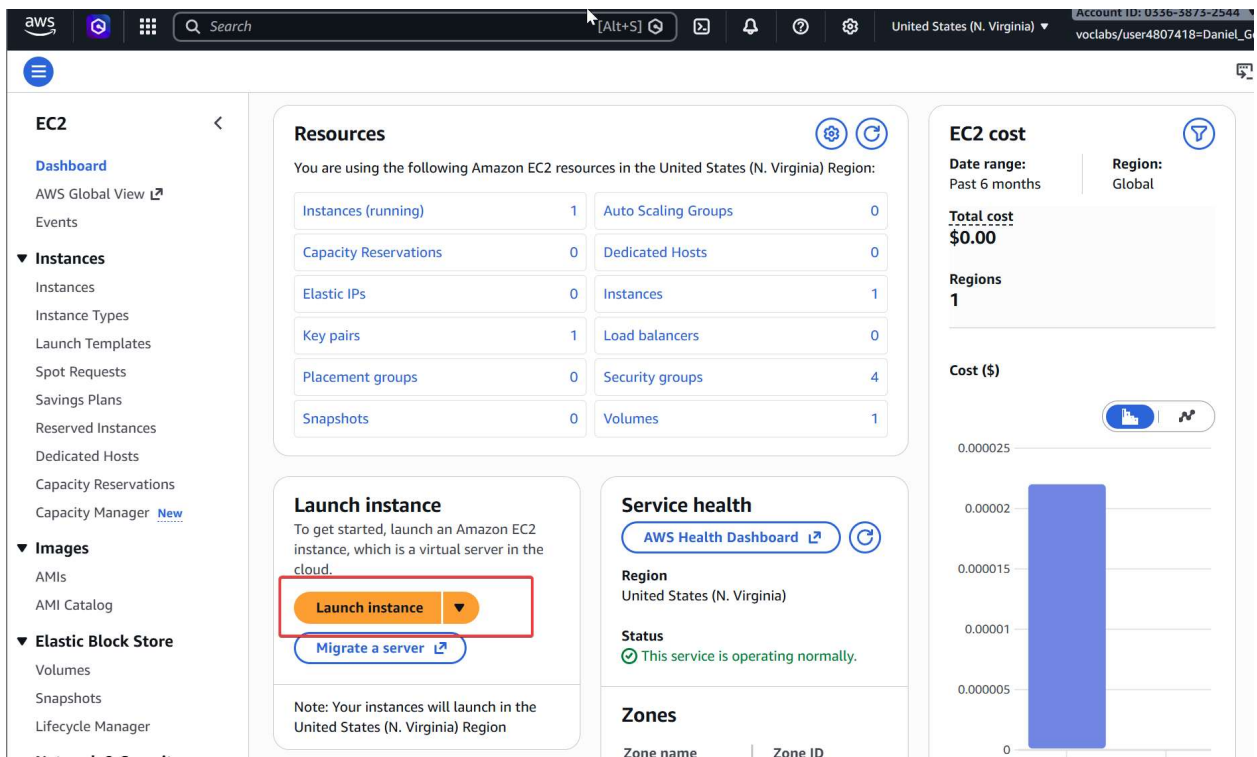 aws
Search
[Alt+S]
United States (N. Virginia) ▼
Account ID: 0336-3873-2544
voclabs/user4807418=Daniel_Ge
EC2
Dashboard
AWS Global View
Events
Instances
Instances
Instance Types
Launch Templates
Spot Requests
Savings Plans
Reserved Instances
Dedicated Hosts
Capacity Reservations
Capacity Manager New
Images
AMIs
AMI Catalog
Elastic Block Store
Volumes
Snapshots
Lifecycle Manager
Resources
You are using the following Amazon EC2 resources in the United States (N. Virginia) Region:
Instances (running) 1
Auto Scaling Groups 0
Capacity Reservations 0
Dedicated Hosts 0
Elastic IPs 0
Instances 1
Key pairs 1
Load balancers 0
Placement groups 0
Security groups 4
Snapshots 0
Volumes 1
Launch instance
To get started, launch an Amazon EC2
instance, which is a virtual server in the
cloud.
Launch instance
Migrate a server
Note: Your instances will launch in the
United States (N. Virginia) Region
Service health
AWS Health Dashboard
Region
United States (N. Virginia)
Status
This service is operating normally.
Zones
Zone name
Zone ID
EC2 cost
Date range:
Past 6 months
Region:
Global
Total cost
$0.00
Regions
1
Cost ($)
0.000025
0.00002
0.000015
0.00001
0.000005
0